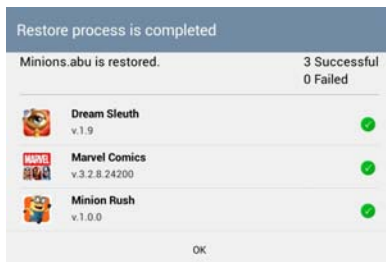 Restore process is completed
Minions.abu is restored.
3 Successful
0 Failed
Dream Sleuth
v.1.9
MARVEL
Marvel Comics
v.3.2.8.24200
Minion Rush
v.1.0.0
OK